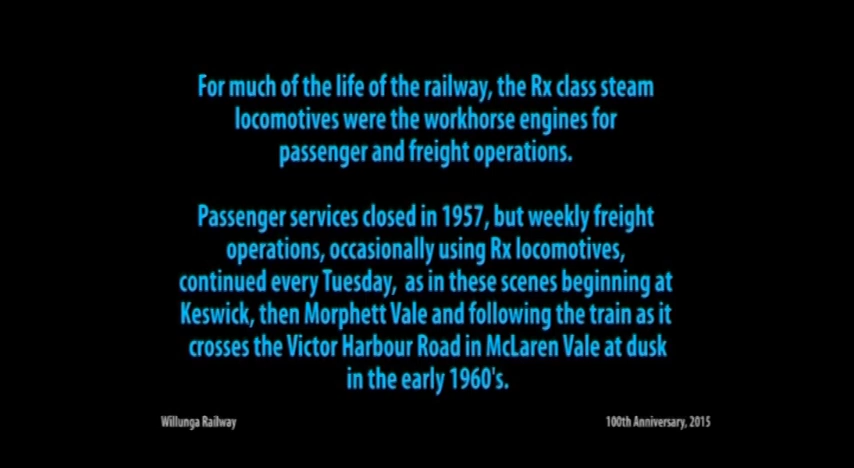 For much of the life of the railway, the Rx class steam
locomotives were the workhorse engines for
passenger and freight operations.
Passenger services closed in 1957, but weekly freight
operations, occasionally using Rx locomotives,
continued every Tuesday, as in these scenes beginning at
Keswick, then Morphett Vale and following the train as it
crosses the Victor Harbour Road in McLaren Vale at dusk
in the early 1960's.
Willunga Railway
100th Anniversary, 2015